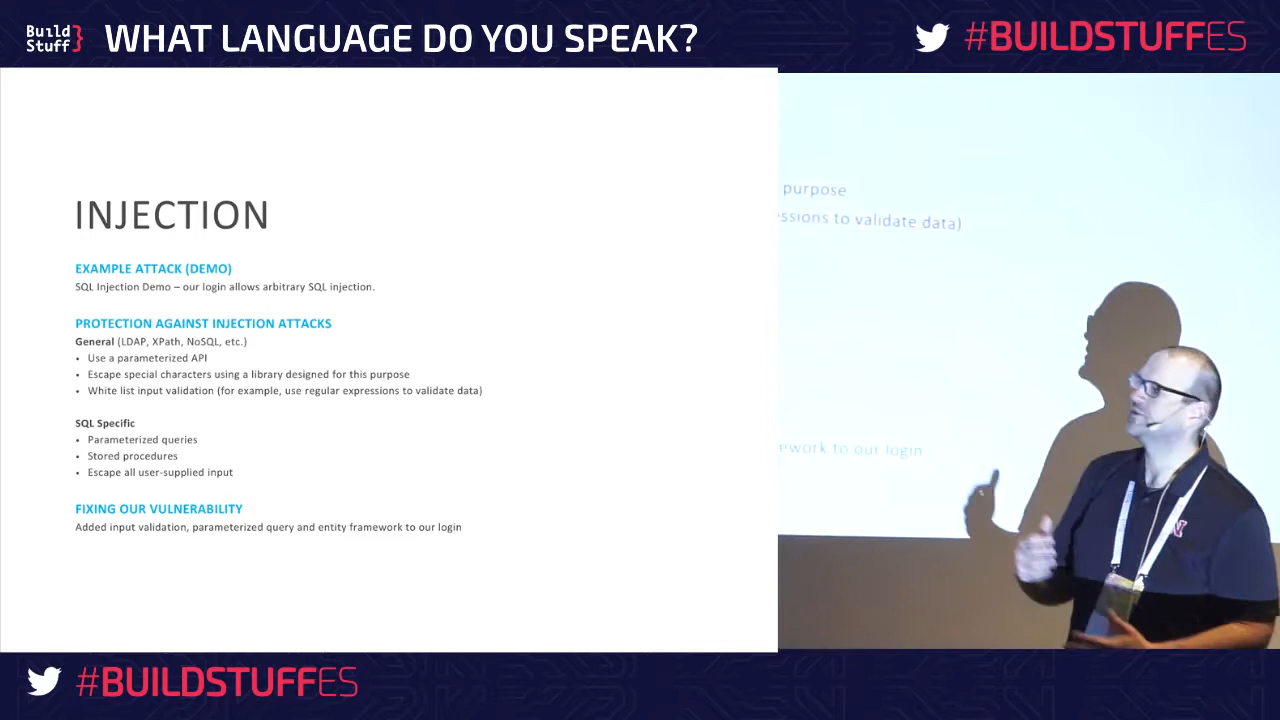 Build
Stuff}
WHAT LANGUAGE DO YOU SPEAK?
#BUILDSTUFFES
INJECTION
EXAMPLE ATTACK (DEMO)
SQL Injection Demo – our login allows arbitrary SQL injection.
PROTECTION AGAINST INJECTION ATTACKS
General (LDAP, XPath, NoSQL, etc.)
• Use a parameterized API
• Escape special characters using a library designed for this purpose
• White list input validation (for example, use regular expressions to validate data)
SQL Specific
• Parameterized queries
• Stored procedures
• Escape all user-supplied input
FIXING OUR VULNERABILITY
Added input validation, parameterized query and entity framework to our login
purpose
ssions to validate data)
ework to our login
N
#BUILDSTUFFES